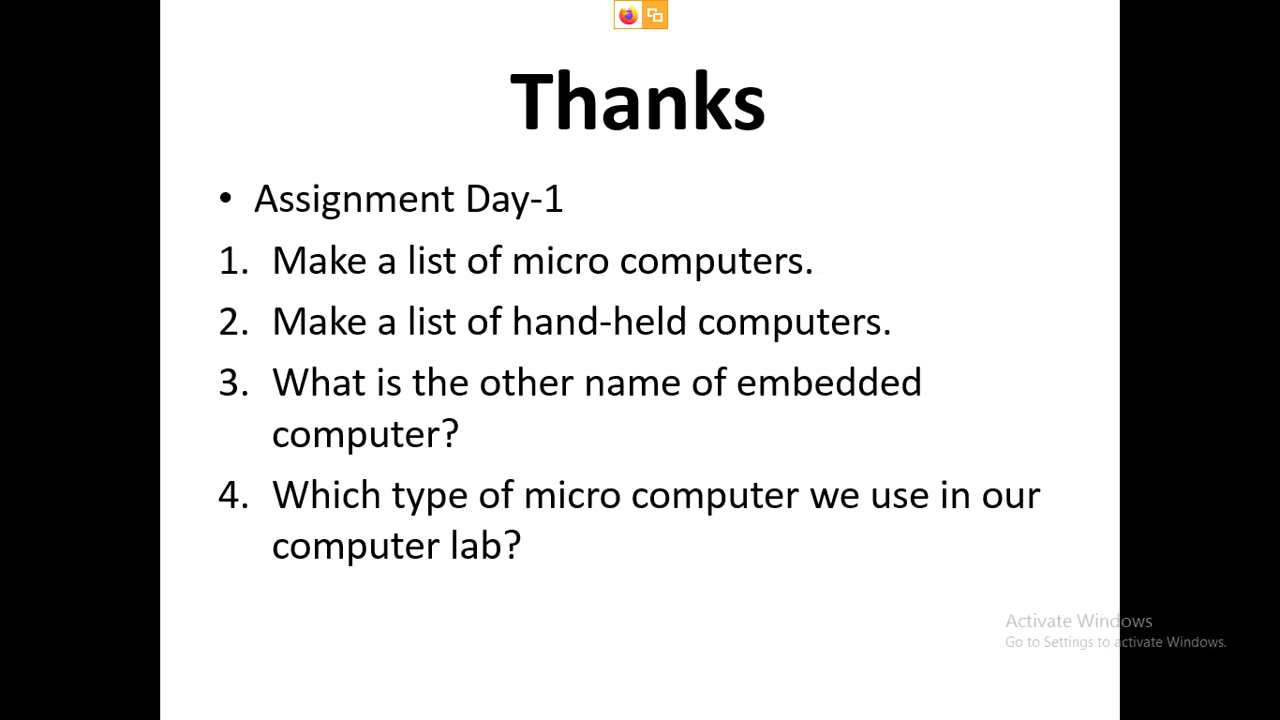 Thanks
• Assignment Day-1
1. Make a list of micro computers.
2. Make a list of hand-held computers.
3. What is the other name of embedded
computer?
4. Which type of micro computer we use in our
computer lab?
Activate Windows
Go to Settings to activate Windows.